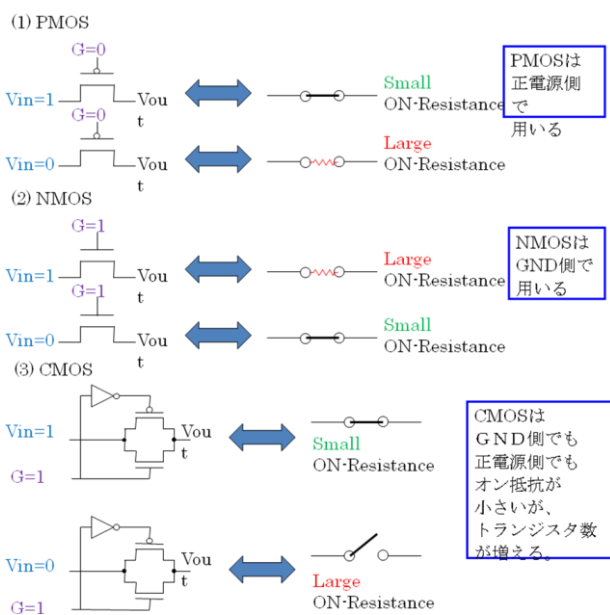 (1) PMOS
G=0
Vin=1
Vou
t
Small
ON-Resistance
PMOSは
正電源側
で
用いる
G=0
Vin=0
Vou
t
Large
ON-Resistance
(2) NMOS
G=1
Vin=1
Vou
t
Large
ON-Resistance
NMOSは
GND側で
用いる
G=1
Vin=0
Vou
t
Small
ON-Resistance
(3) CMOS
Vin=1
G=1
Vou
t
Small
ON-Resistance
CMOSは
GND側でも
正電源側でも
オン抵抗が
小さいが、
トランジスタ数
が増える。
Vin=0
G=1
Vou
t
Large
ON-Resistance